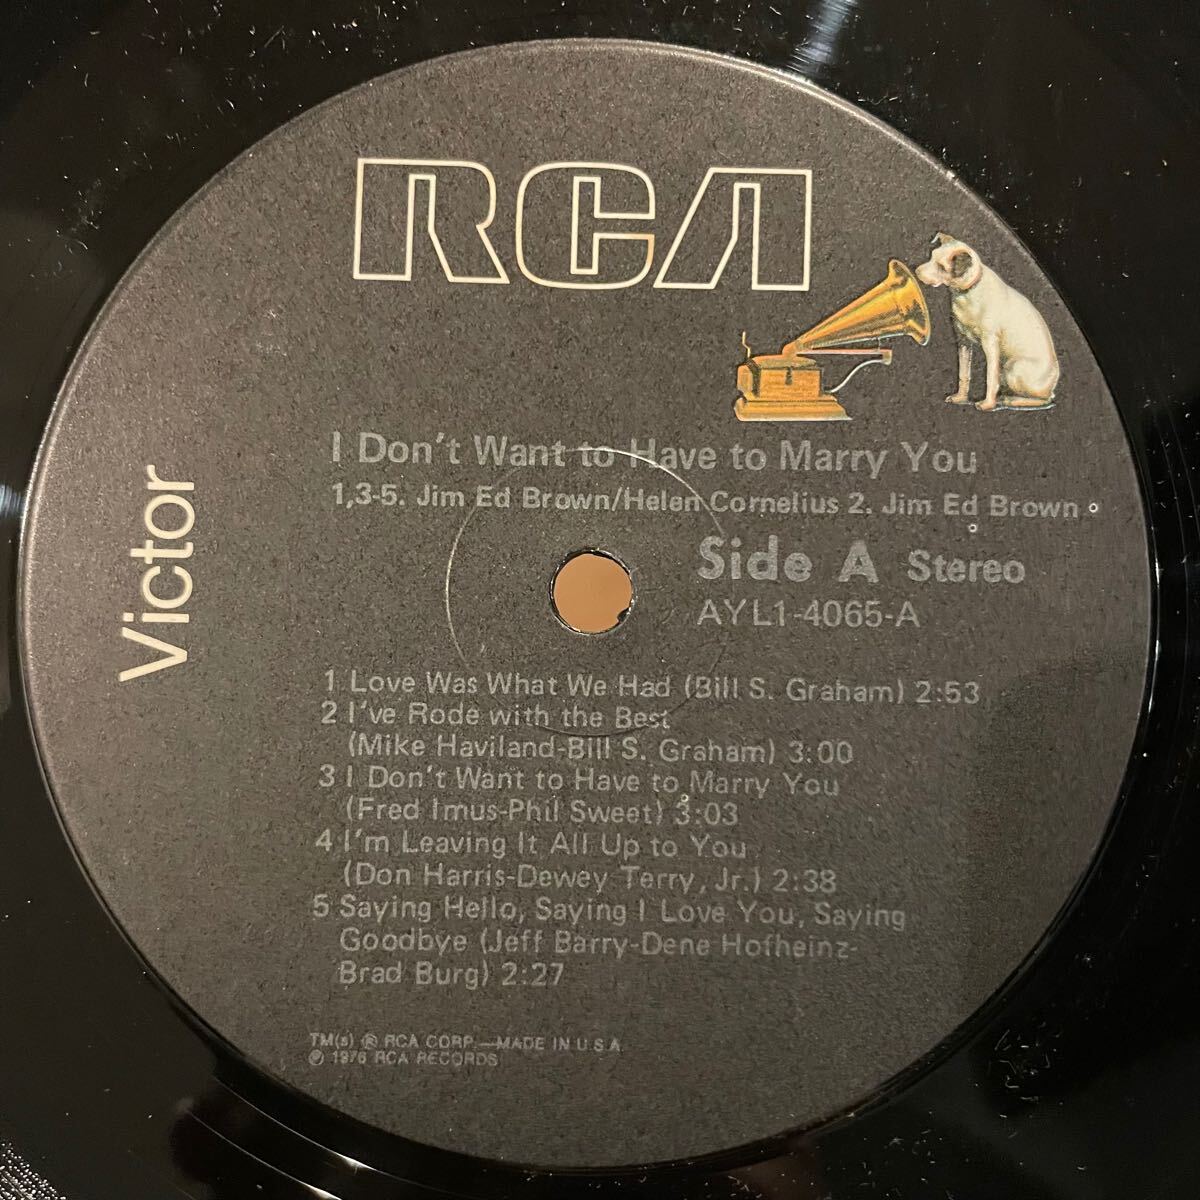 RCA
Victor
I Don't Want to Have to Marry You
1,3-5. Jim Ed Brown/Helen Cornelius 2. Jim Ed Brown
Side A Stereo
AYL1-4065-A
1 Love Was What We Had (Bill S. Graham) 2:53
2 I've Rode with the Best
(Mike Haviland-Bill S. Graham) 3:00
3 I Don't Want to Have to Marry You
(Fred Imus-Phil Sweet) 3:03
4 I'm Leaving It All Up to You
(Don Harris-Dewey Terry, Jr.) 2:38
5 Saying Hello, Saying I Love You, Saying
Goodbye (Jeff Barry-Dene Hofheinz-
Brad Burg) 2:27
TM(s) ® RCA CORP.—MADE IN U.S.A.
℗ 1976 RCA RECORDS